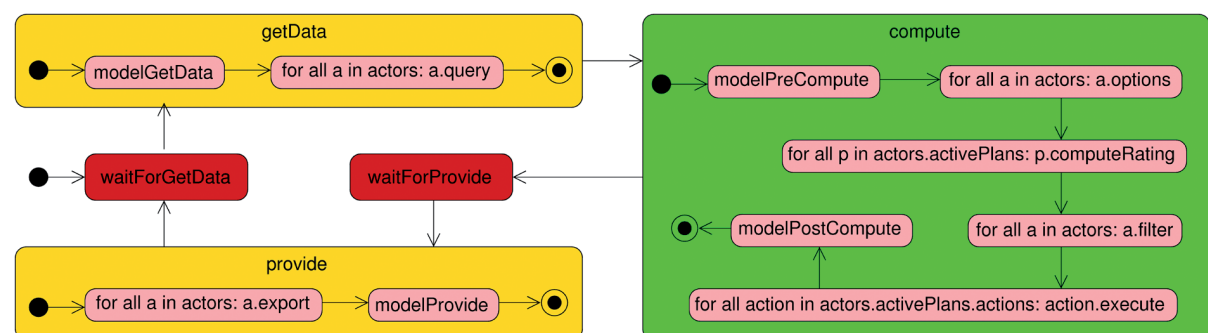 getData
modelGetData
for all a in actors: a.query
waitForGetData
waitForProvide
provide
for all a in actors: a.export
modelProvide
compute
modelPreCompute
for all a in actors: a.options
for all p in actors.activePlans: p.computeRating
for all a in actors: a.filter
for all action in actors.activePlans.actions: action.execute
modelPostCompute